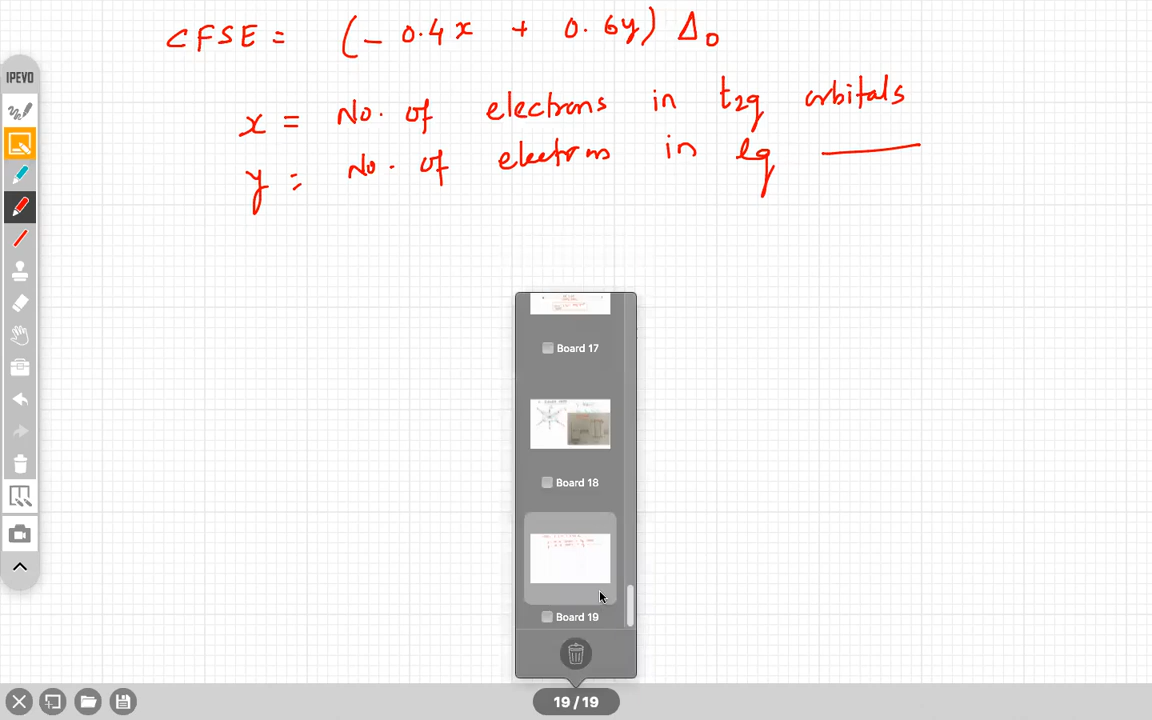 CFSE = (- 0.4x + 0.6y) Δo
x = No. of electrons in t2g orbitals
y = No. of electrons in eg ———
IPEVO
Board 17
Board 18
Board 19
19 / 19